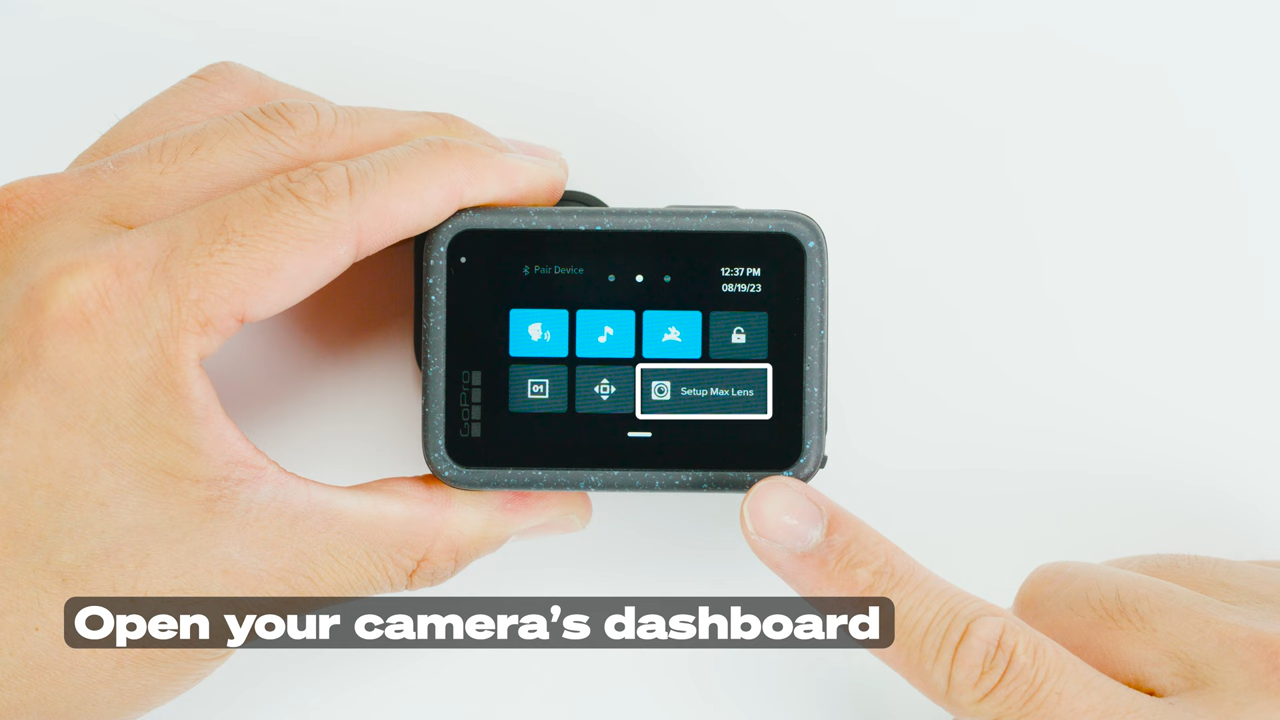 Pair Device
12:37 PM
08/19/23
01
Setup Max Lens
GoPro
Open your camera's dashboard